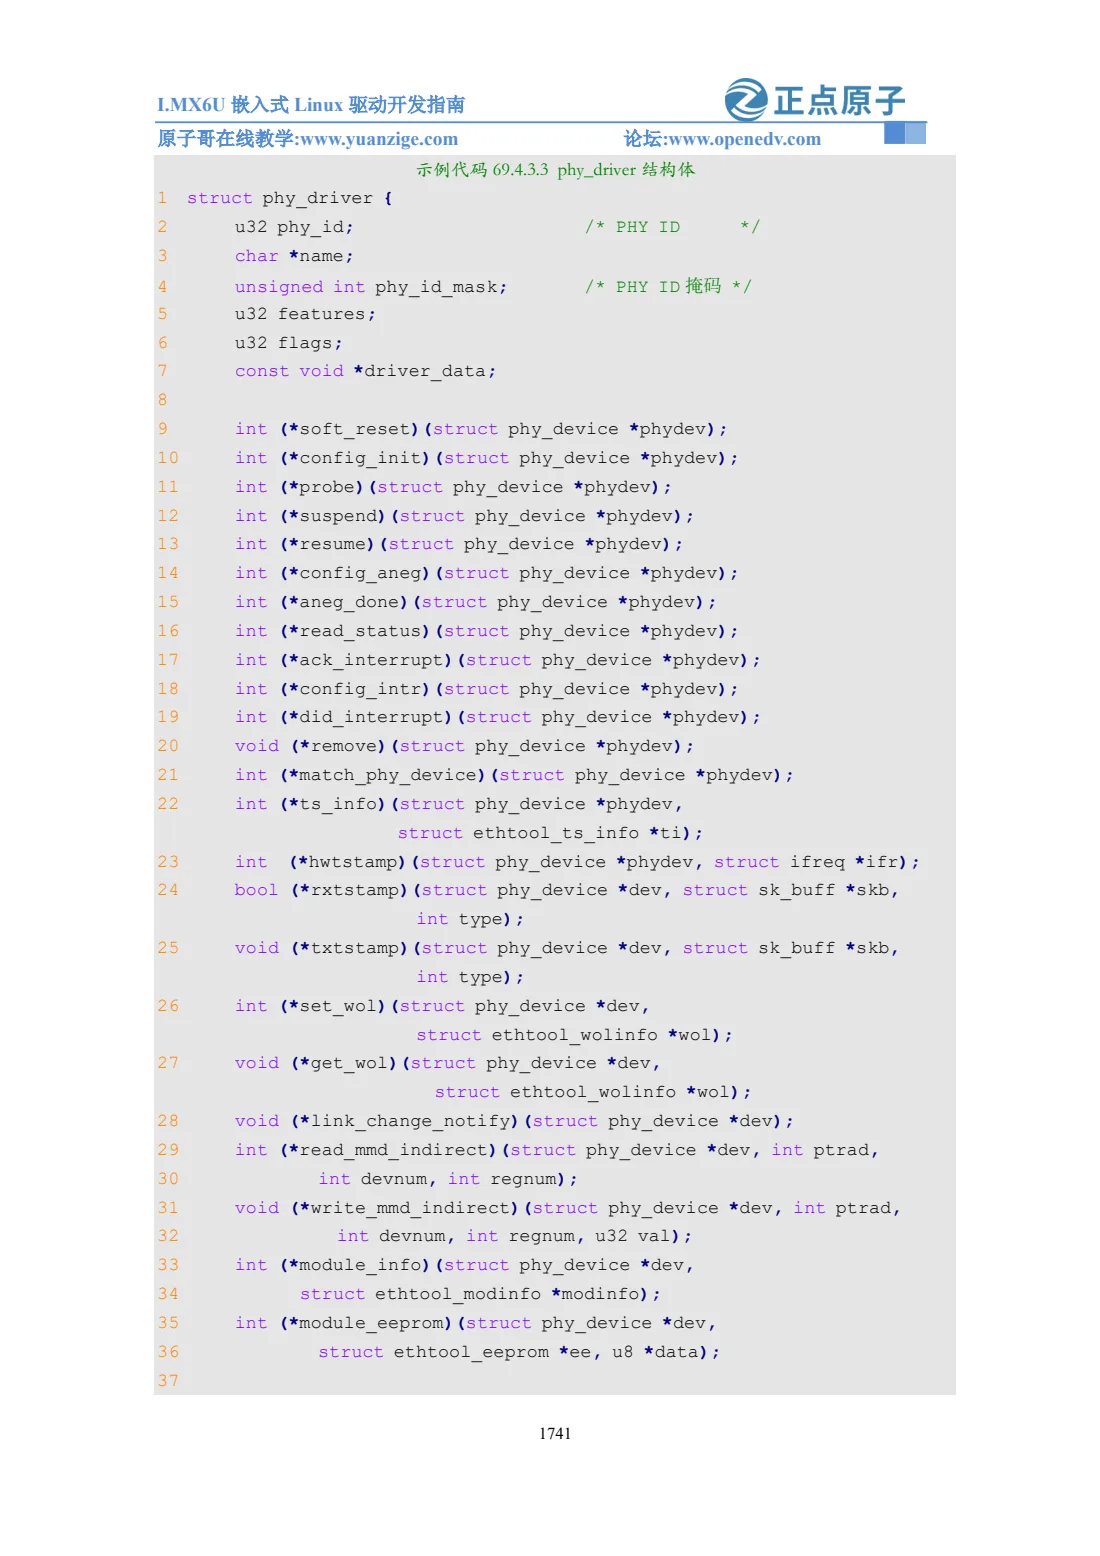 I.MX6U 嵌入式 Linux 驱动开发指南
正点原子
原子哥在线教学:www.yuanzige.com 论坛:www.openedv.com
示例代码 69.4.3.3 phy_driver 结构体
1 struct phy_driver {
2 u32 phy_id; /* PHY ID */
3 char *name;
4 unsigned int phy_id_mask; /* PHY ID 掩码 */
5 u32 features;
6 u32 flags;
7 const void *driver_data;
8
9 int (*soft_reset)(struct phy_device *phydev);
10 int (*config_init)(struct phy_device *phydev);
11 int (*probe)(struct phy_device *phydev);
12 int (*suspend)(struct phy_device *phydev);
13 int (*resume)(struct phy_device *phydev);
14 int (*config_aneg)(struct phy_device *phydev);
15 int (*aneg_done)(struct phy_device *phydev);
16 int (*read_status)(struct phy_device *phydev);
17 int (*ack_interrupt)(struct phy_device *phydev);
18 int (*config_intr)(struct phy_device *phydev);
19 int (*did_interrupt)(struct phy_device *phydev);
20 void (*remove)(struct phy_device *phydev);
21 int (*match_phy_device)(struct phy_device *phydev);
22 int (*ts_info)(struct phy_device *phydev,
struct ethtool_ts_info *ti);
23 int (*hwtstamp)(struct phy_device *phydev, struct ifreq *ifr);
24 bool (*rxtstamp)(struct phy_device *dev, struct sk_buff *skb,
int type);
25 void (*txtstamp)(struct phy_device *dev, struct sk_buff *skb,
int type);
26 int (*set_wol)(struct phy_device *dev,
struct ethtool_wolinfo *wol);
27 void (*get_wol)(struct phy_device *dev,
struct ethtool_wolinfo *wol);
28 void (*link_change_notify)(struct phy_device *dev);
29 int (*read_mmd_indirect)(struct phy_device *dev, int ptrad,
30 int devnum, int regnum);
31 void (*write_mmd_indirect)(struct phy_device *dev, int ptrad,
32 int devnum, int regnum, u32 val);
33 int (*module_info)(struct phy_device *dev,
34 struct ethtool_modinfo *modinfo);
35 int (*module_eeprom)(struct phy_device *dev,
36 struct ethtool_eeprom *ee, u8 *data);
37
1741